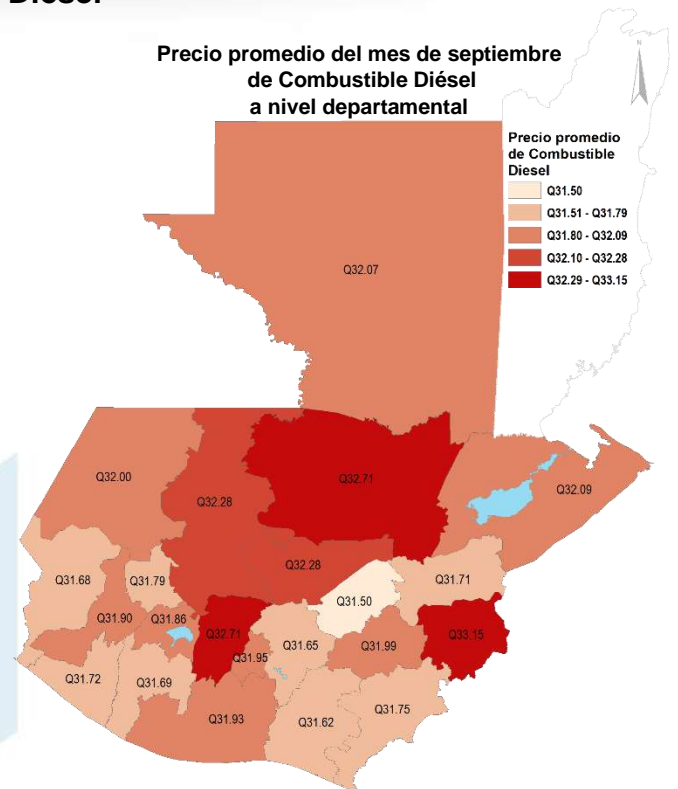 Diésel
Precio promedio del mes de septiembre
de Combustible Diésel
a nivel departamental
N
Precio promedio
de Combustible
Diesel
Q31.50
Q31.51 - Q31.79
Q31.80 - Q32.09
Q32.10 - Q32.28
Q32.29 - Q33.15
Q32.07
Q32.00
Q32.28
Q32.71
Q32.09
Q32.28
Q31.68
Q31.79
Q31.71
Q31.50
Q31.90
Q31.86
Q32.71
Q31.95
Q31.65
Q31.99
Q33.15
Q31.72
Q31.69
Q31.93
Q31.62
Q31.75